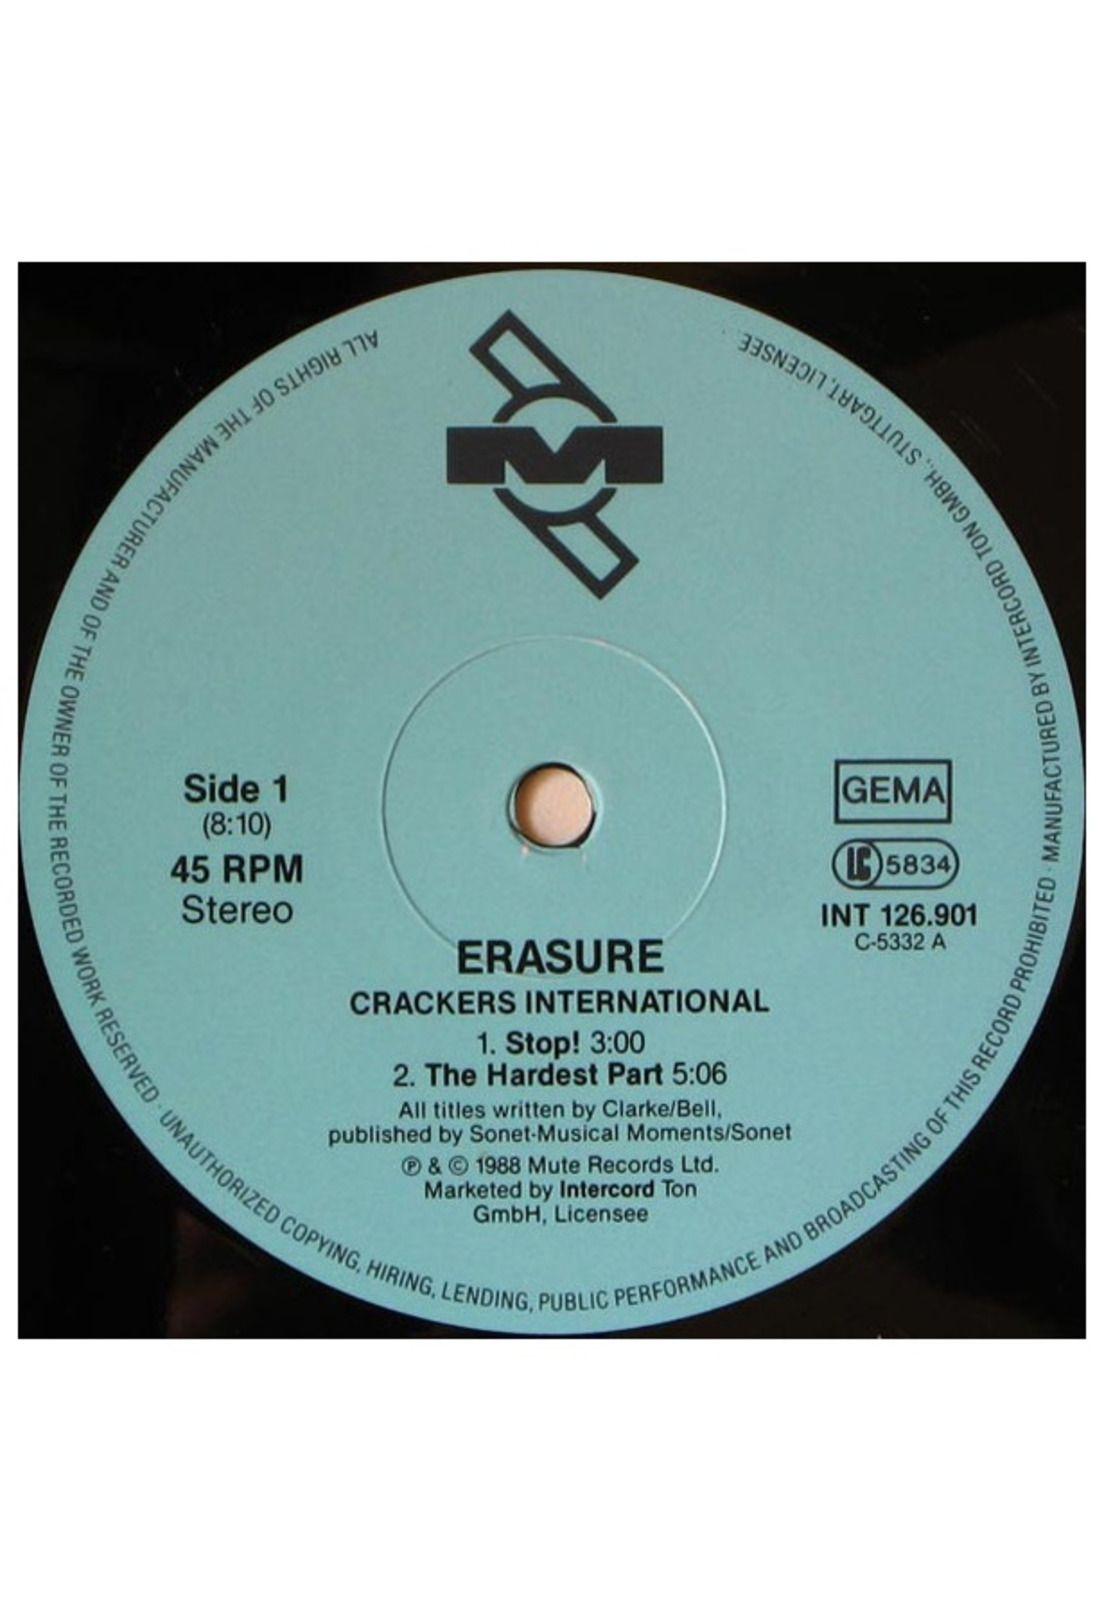 M
Side 1
(8:10)
45 RPM
Stereo
GEMA
LC 5834
INT 126.901
C-5332 A
ERASURE
CRACKERS INTERNATIONAL
1. Stop! 3:00
2. The Hardest Part 5:06
All titles written by Clarke/Bell,
published by Sonet-Musical Moments/Sonet
℗ & © 1988 Mute Records Ltd.
Marketed by Intercord Ton
GmbH, Licensee
ALL RIGHTS OF THE MANUFACTURER AND OF THE OWNER OF THE RECORDED WORK RESERVED · UNAUTHORIZED COPYING, HIRING, LENDING, PUBLIC PERFORMANCE AND BROADCASTING OF THIS RECORD PROHIBITED · MANUFACTURED BY INTERCORD TON GMBH., STUTTGART, LICENSEE